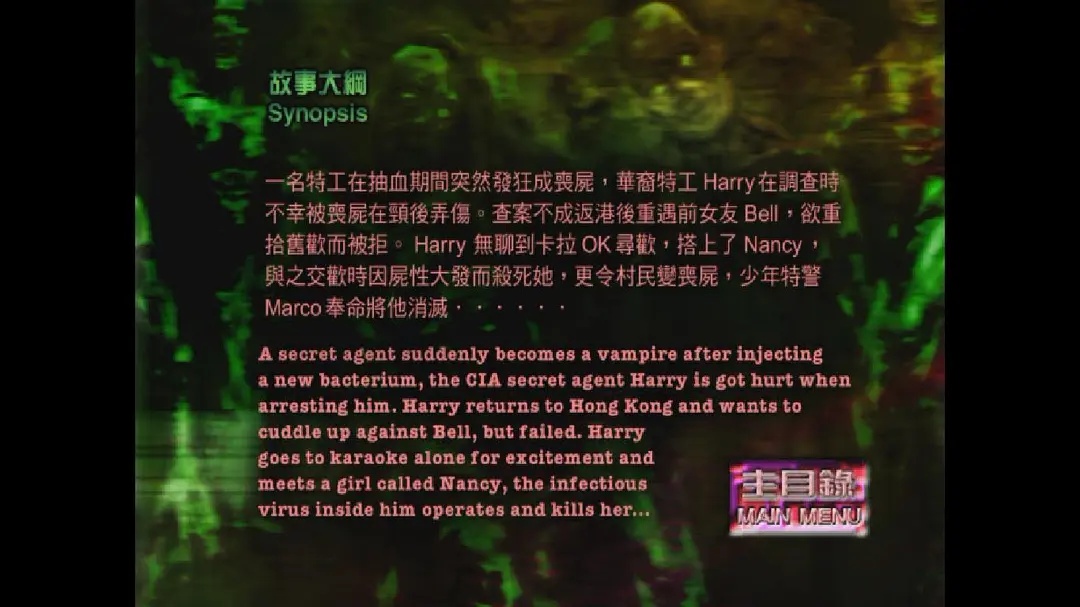 故事大綱
Synopsis
一名特工在抽血期間突然發狂成喪屍，華裔特工 Harry 在調查時
不幸被喪屍在頸後弄傷。查案不成返港後重遇前女友 Bell，欲重
拾舊歡而被拒。 Harry 無聊到卡拉 OK 尋歡，搭上了 Nancy，
與之交歡時因屍性大發而殺死她，更令村民變喪屍，少年特警
Marco 奉命將他消滅．．．．．．
A secret agent suddenly becomes a vampire after injecting
a new bacterium, the CIA secret agent Harry is got hurt when
arresting him. Harry returns to Hong Kong and wants to
cuddle up against Bell, but failed. Harry
goes to karaoke alone for excitement and
meets a girl called Nancy, the infectious
virus inside him operates and kills her...
主目錄
MAIN MENU